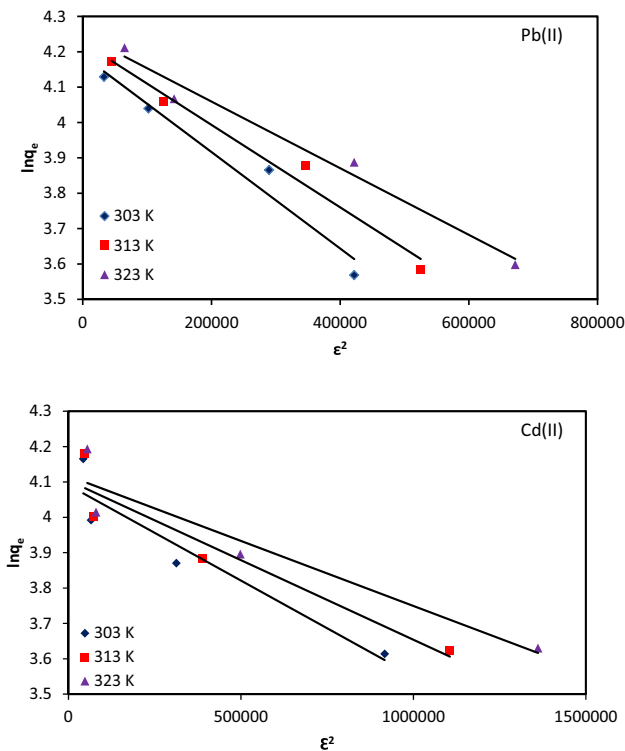 4.3
4.2
4.1
4
3.9
3.8
3.7
3.6
3.5
lnqₑ
Pb(II)
303 K
313 K
323 K
0 200000 400000 600000 800000
ε²
4.3
4.2
4.1
4
3.9
3.8
3.7
3.6
3.5
lnqₑ
Cd(II)
303 K
313 K
323 K
0 500000 1000000 1500000
ε²